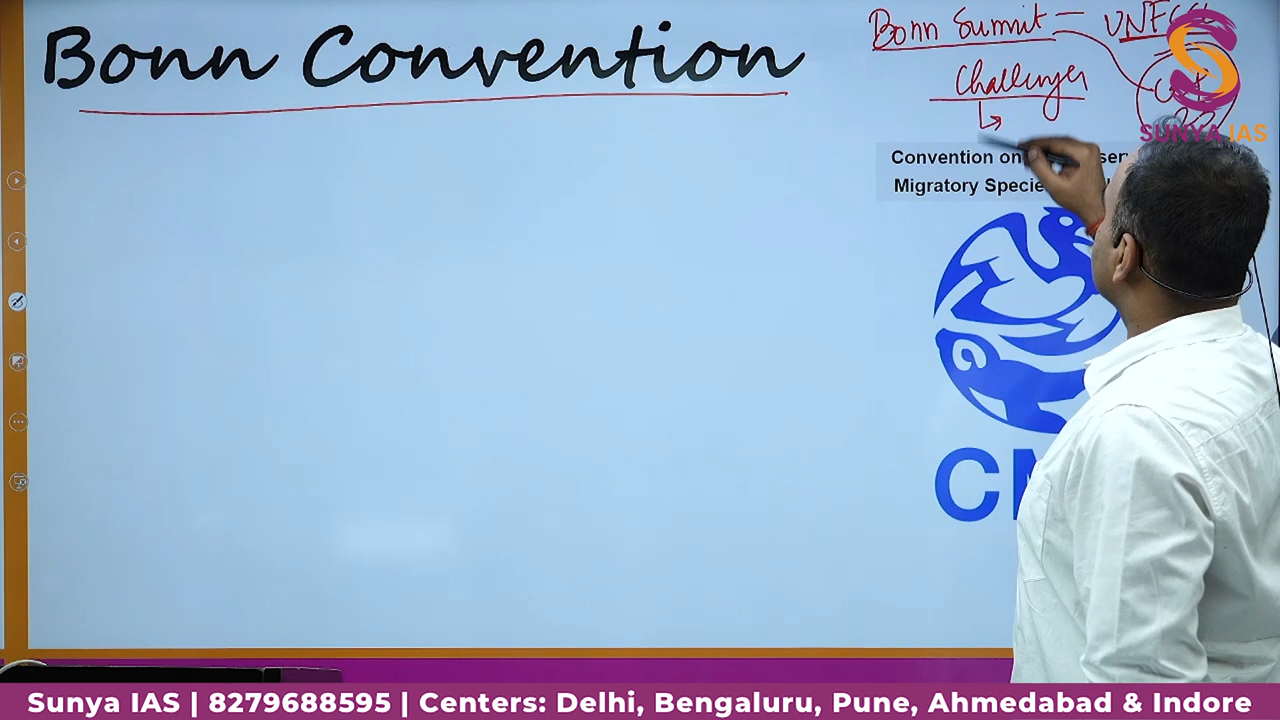 Bonn Convention
Bonn Summit — UNFCCC
Challenges
SUNYA IAS
Convention on
Migratory Species
Sunya IAS | 8279688595 | Centers: Delhi, Bengaluru, Pune, Ahmedabad & Indore